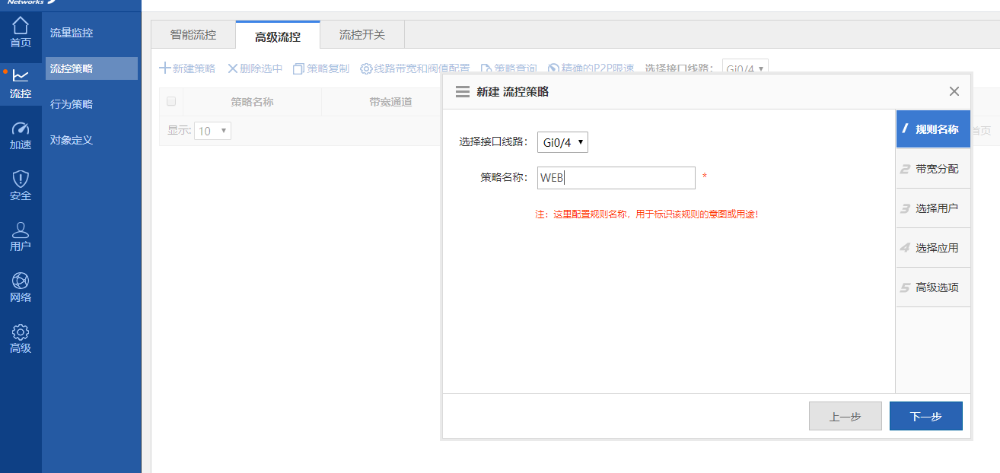 Networks
首页
流控
加速
安全
用户
网络
高级
流量监控
流控策略
行为策略
对象定义
智能流控 高级流控 流控开关
新建策略 删除选中 策略复制 线路带宽和阀值配置 策略查询 精确的P2P限速 选择接口线路: Gi0/4
策略名称 带宽通道
显示: 10 首页
新建 流控策略
选择接口线路: Gi0/4
策略名称: WEB *
注：这里配置规则名称，用于标识该规则的意图或用途!
1 规则名称
2 带宽分配
3 选择用户
4 选择应用
5 高级选项
上一步 下一步